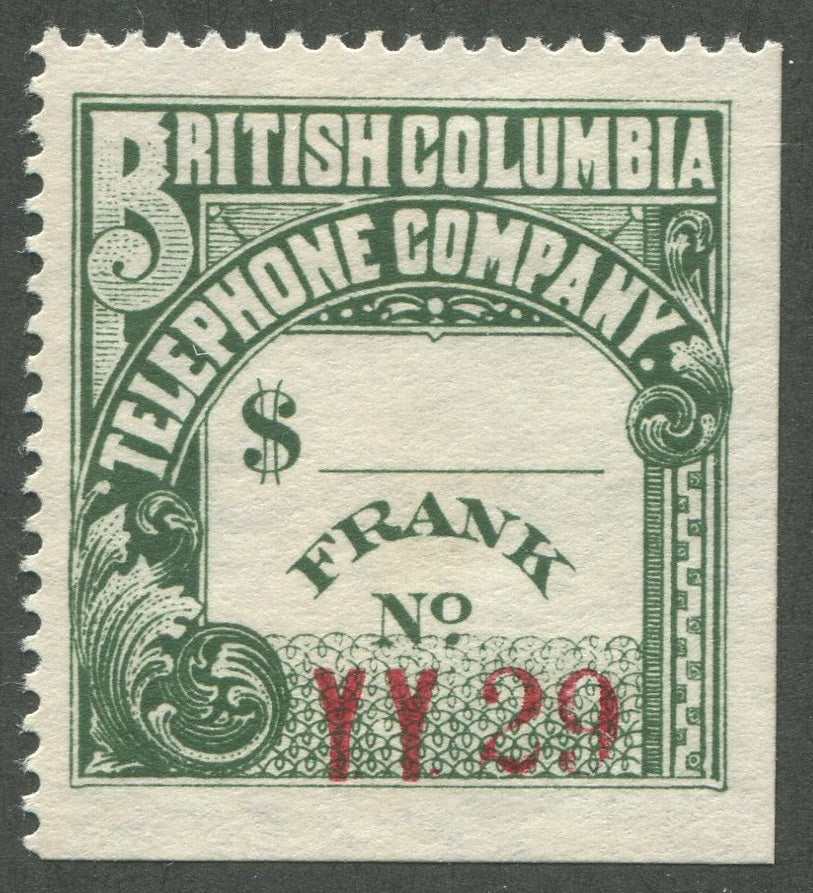 BRITISH COLUMBIA
TELEPHONE COMPANY.
$
FRANK
No
YY. 29